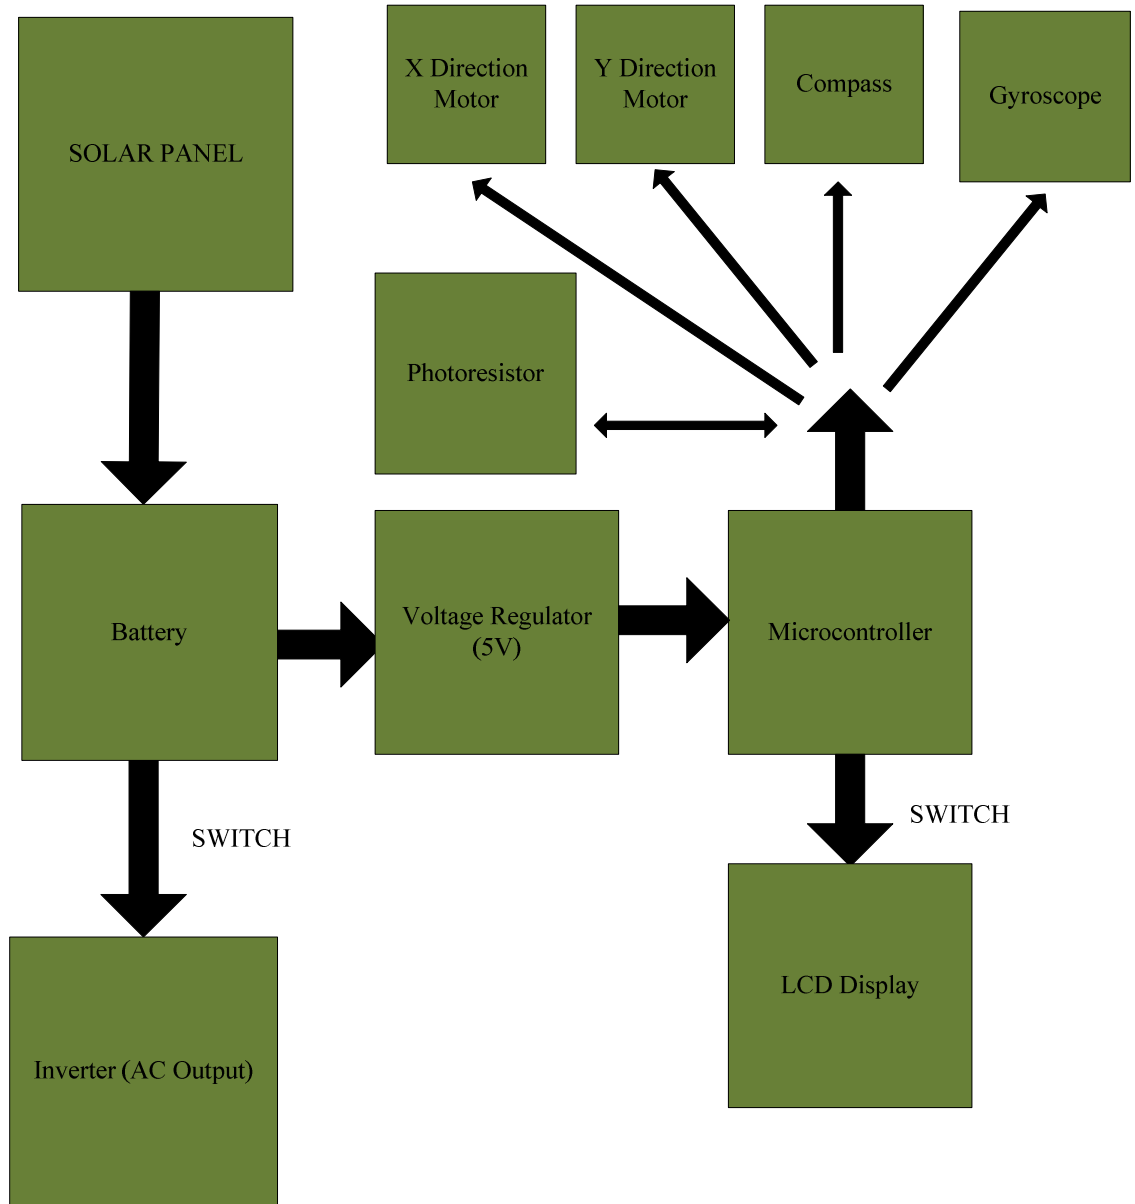 SOLAR PANEL
X Direction
Motor
Y Direction
Motor
Compass
Gyroscope
Photoresistor
Battery
Voltage Regulator
(5V)
Microcontroller
SWITCH
SWITCH
LCD Display
Inverter (AC Output)